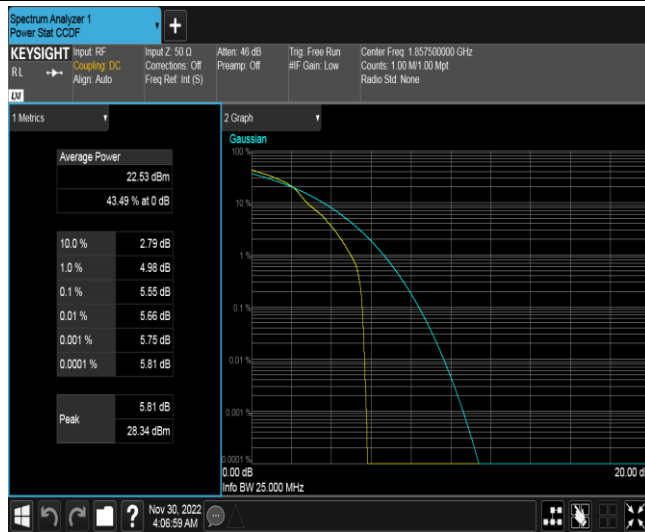 Spectrum Analyzer 1
Power Stat CCDF
+
KEYSIGHT
RL
LXI
Input: RF
Coupling: DC
Align: Auto
Input Z: 50 Ω
Corrections: Off
Freq Ref: Int (S)
Atten: 46 dB
Preamp: Off
Trig: Free Run
#IF Gain: Low
Center Freq: 1.857500000 GHz
Counts: 1.00 M/1.00 Mpt
Radio Std: None
1 Metrics
Average Power
22.53 dBm
43.49 % at 0 dB
10.0 % 2.79 dB
1.0 % 4.98 dB
0.1 % 5.55 dB
0.01 % 5.66 dB
0.001 % 5.75 dB
0.0001 % 5.81 dB
Peak
5.81 dB
28.34 dBm
2 Graph
Gaussian
100 %
10 %
1 %
0.1 %
0.01 %
0.001 %
0.0001 %
0.00 dB
20.00 d
Info BW 25.000 MHz
?
Nov 30, 2022
4:06:59 AM